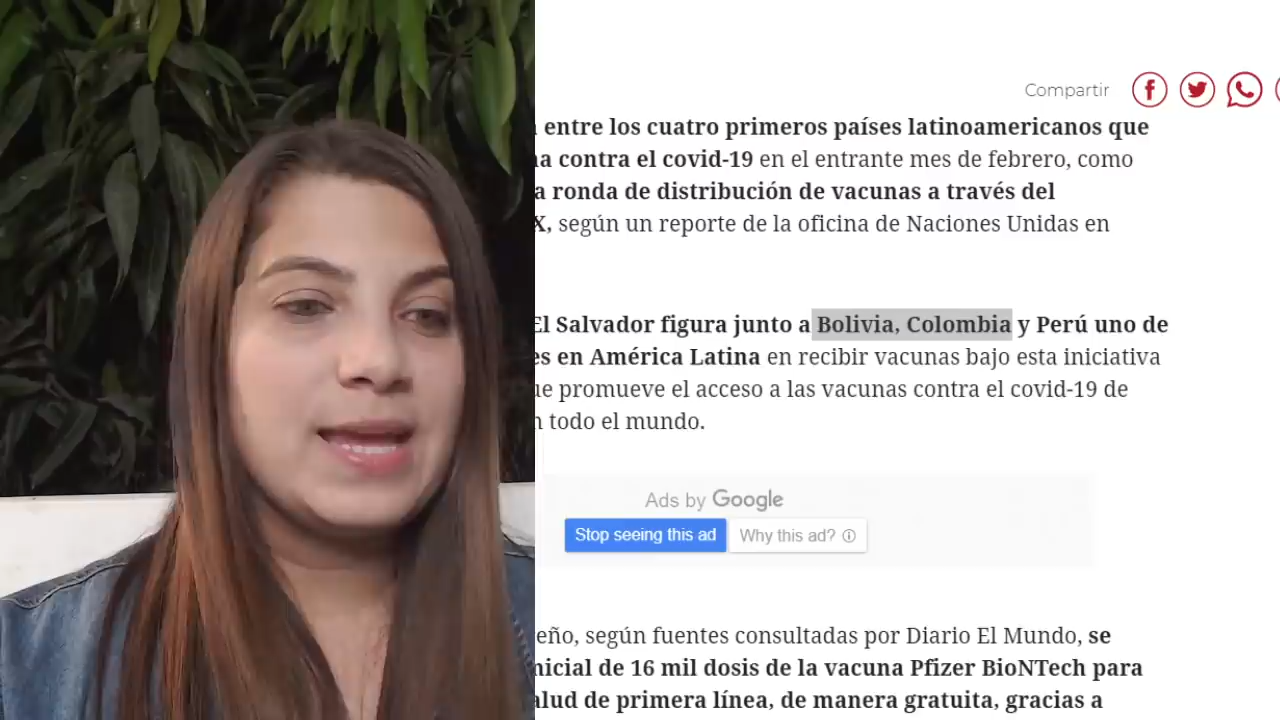 Compartir
entre los cuatro primeros países latinoamericanos que
contra el covid-19 en el entrante mes de febrero, como
ronda de distribución de vacunas a través del
X, según un reporte de la oficina de Naciones Unidas en
El Salvador figura junto a Bolivia, Colombia y Perú uno de
en América Latina en recibir vacunas bajo esta iniciativa
promueve el acceso a las vacunas contra el covid-19 de
todo el mundo.
Ads by Google
Stop seeing this ad
Why this ad?
según fuentes consultadas por Diario El Mundo, se
de 16 mil dosis de la vacuna Pfizer BioNTech para
de primera línea, de manera gratuita, gracias a